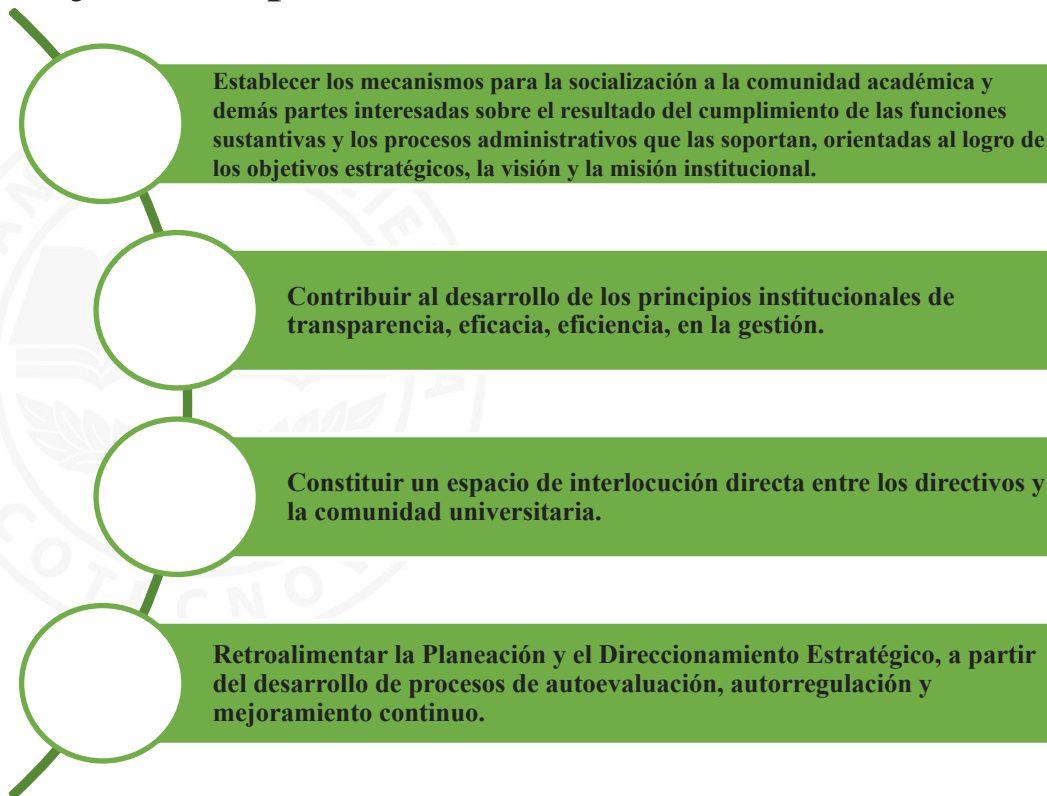 Establecer los mecanismos para la socialización a la comunidad académica y
demás partes interesadas sobre el resultado del cumplimiento de las funciones
sustantivas y los procesos administrativos que las soportan, orientadas al logro de
los objetivos estratégicos, la visión y la misión institucional.
Contribuir al desarrollo de los principios institucionales de
transparencia, eficacia, eficiencia, en la gestión.
Constituir un espacio de interlocución directa entre los directivos y
la comunidad universitaria.
Retroalimentar la Planeación y el Direccionamiento Estratégico, a partir
del desarrollo de procesos de autoevaluación, autorregulación y
mejoramiento continuo.